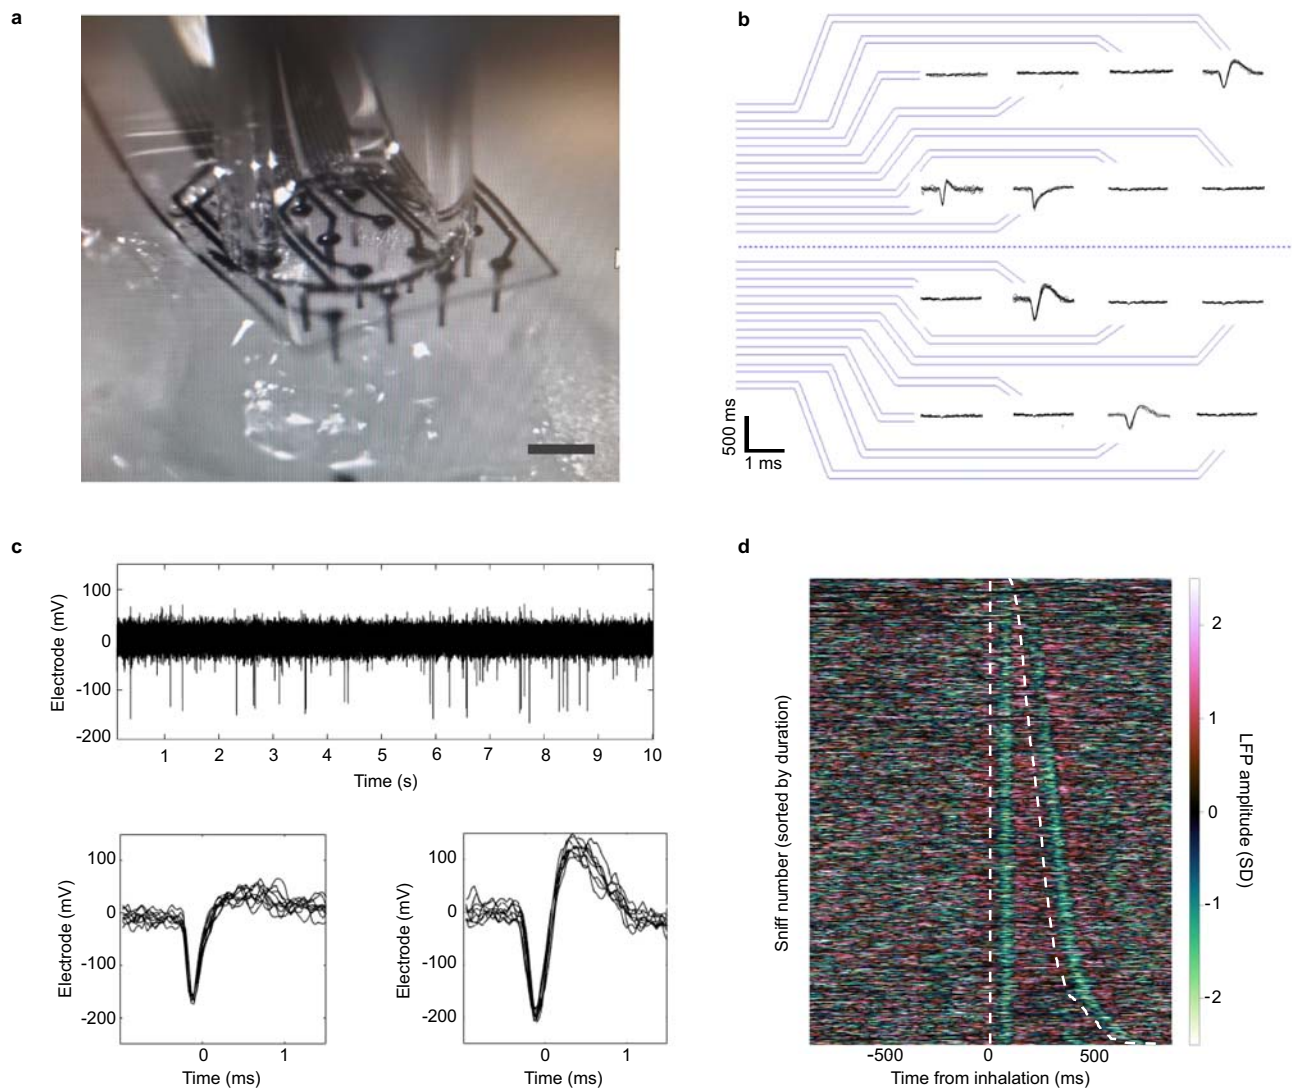 a
b
500 ms
1 ms
c
100
0
-100
-200
Electrode (mV)
1 2 3 4 5 6 7 8 9 10
Time (s)
100
0
-100
-200
Electrode (mV)
0 1
Time (ms)
100
0
-100
-200
Electrode (mV)
0 1
Time (ms)
d
Sniff number (sorted by duration)
-500 0 500
Time from inhalation (ms)
2
1
0
-1
-2
LFP amplitude (SD)